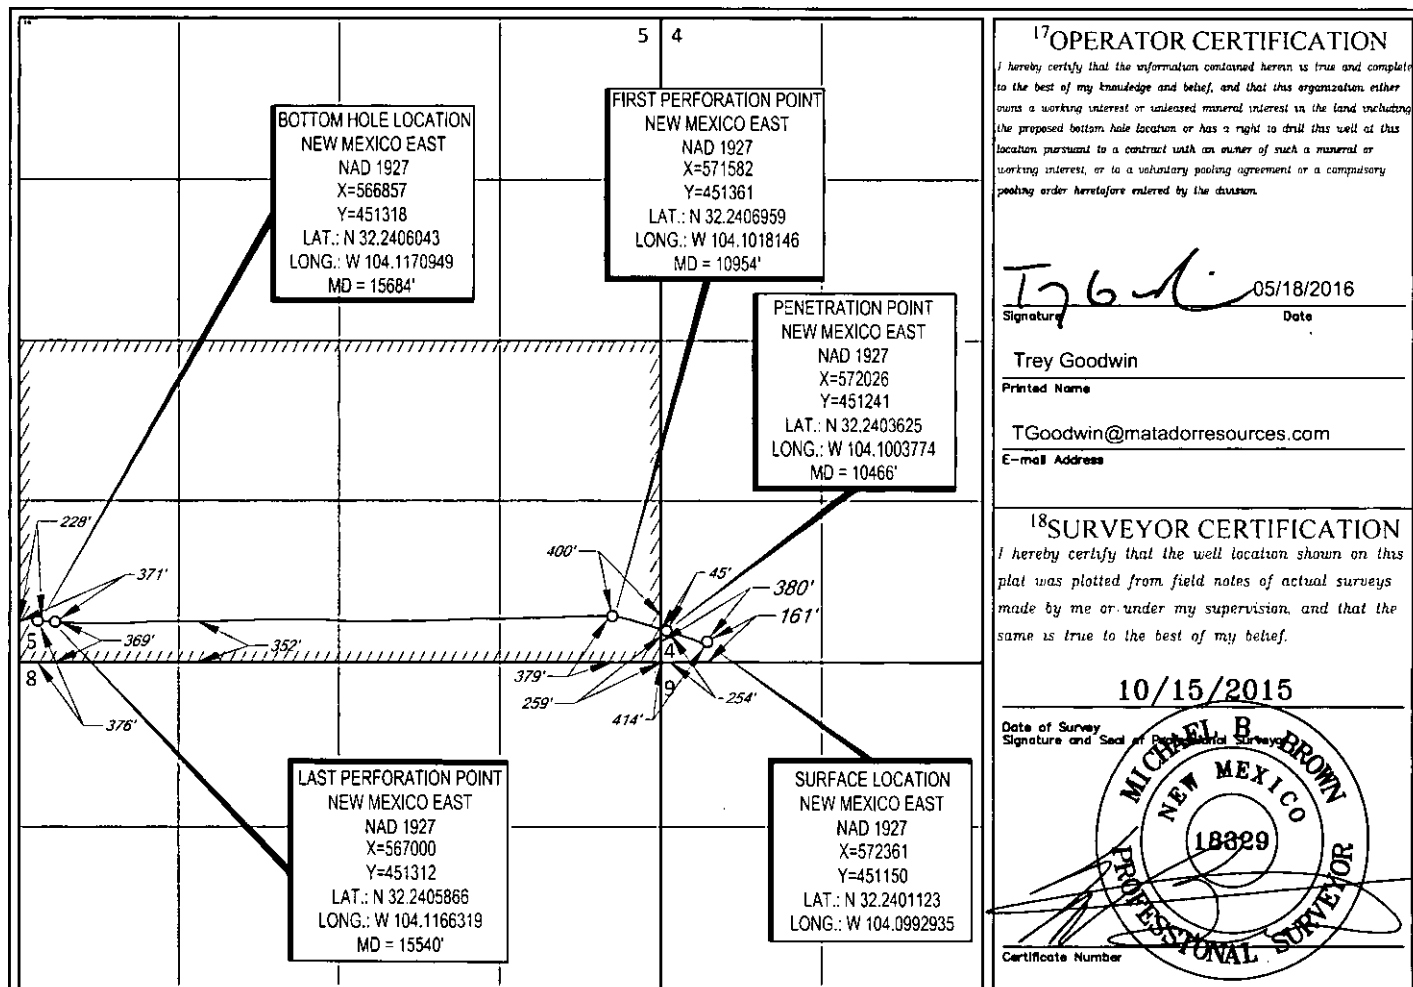 16
5 4
BOTTOM HOLE LOCATION
NEW MEXICO EAST
NAD 1927
X=566857
Y=451318
LAT.: N 32.2406043
LONG.: W 104.1170949
MD = 15684'
FIRST PERFORATION POINT
NEW MEXICO EAST
NAD 1927
X=571582
Y=451361
LAT.: N 32.2406959
LONG.: W 104.1018146
MD = 10954'
PENETRATION POINT
NEW MEXICO EAST
NAD 1927
X=572026
Y=451241
LAT.: N 32.2403625
LONG.: W 104.1003774
MD = 10466'
228'
371'
400'
45'
380'
161'
5
369'
352'
4
8
379'
9
254'
259'
376'
414'
LAST PERFORATION POINT
NEW MEXICO EAST
NAD 1927
X=567000
Y=451312
LAT.: N 32.2405866
LONG.: W 104.1166319
MD = 15540'
SURFACE LOCATION
NEW MEXICO EAST
NAD 1927
X=572361
Y=451150
LAT.: N 32.2401123
LONG.: W 104.0992935
17OPERATOR CERTIFICATION
I hereby certify that the information contained herein is true and complete
to the best of my knowledge and belief, and that this organization either
owns a working interest or unleased mineral interest in the land including
the proposed bottom hole location or has a right to drill this well at this
location pursuant to a contract with an owner of such a mineral or
working interest, or to a voluntary pooling agreement or a compulsory
pooling order heretofore entered by the division.
05/18/2016
Signature Date
Trey Goodwin
Printed Name
TGoodwin@matadorresources.com
E-mail Address
18SURVEYOR CERTIFICATION
I hereby certify that the well location shown on this
plat was plotted from field notes of actual surveys
made by me or under my supervision, and that the
same is true to the best of my belief.
10/15/2015
Date of Survey
Signature and Seal of Professional Surveyor
MICHAEL B. BROWN
NEW MEXICO
18329
PROFESSIONAL SURVEYOR
Certificate Number